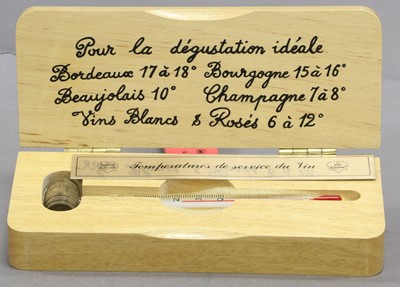 Pour la dégustation idéale
Bordeaux 17 à 18° Bourgogne 15 à 16°
Beaujolais 10° Champagne 7 à 8°
Vins Blancs & Rosés 6 à 12°
Températures de service du Vin